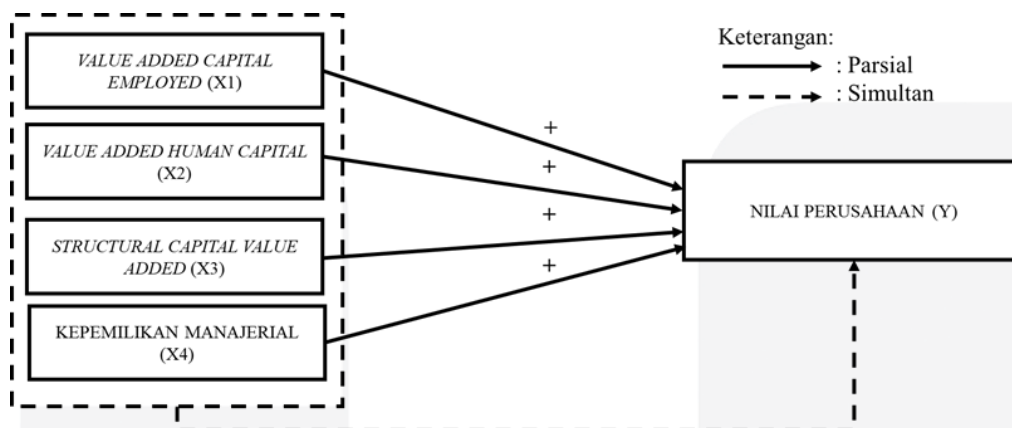 VALUE ADDED CAPITAL
EMPLOYED (X1)
VALUE ADDED HUMAN CAPITAL
(X2)
STRUCTURAL CAPITAL VALUE
ADDED (X3)
KEPEMILIKAN MANAJERIAL
(X4)
+
+
+
+
Keterangan:
: Parsial
: Simultan
NILAI PERUSAHAAN (Y)